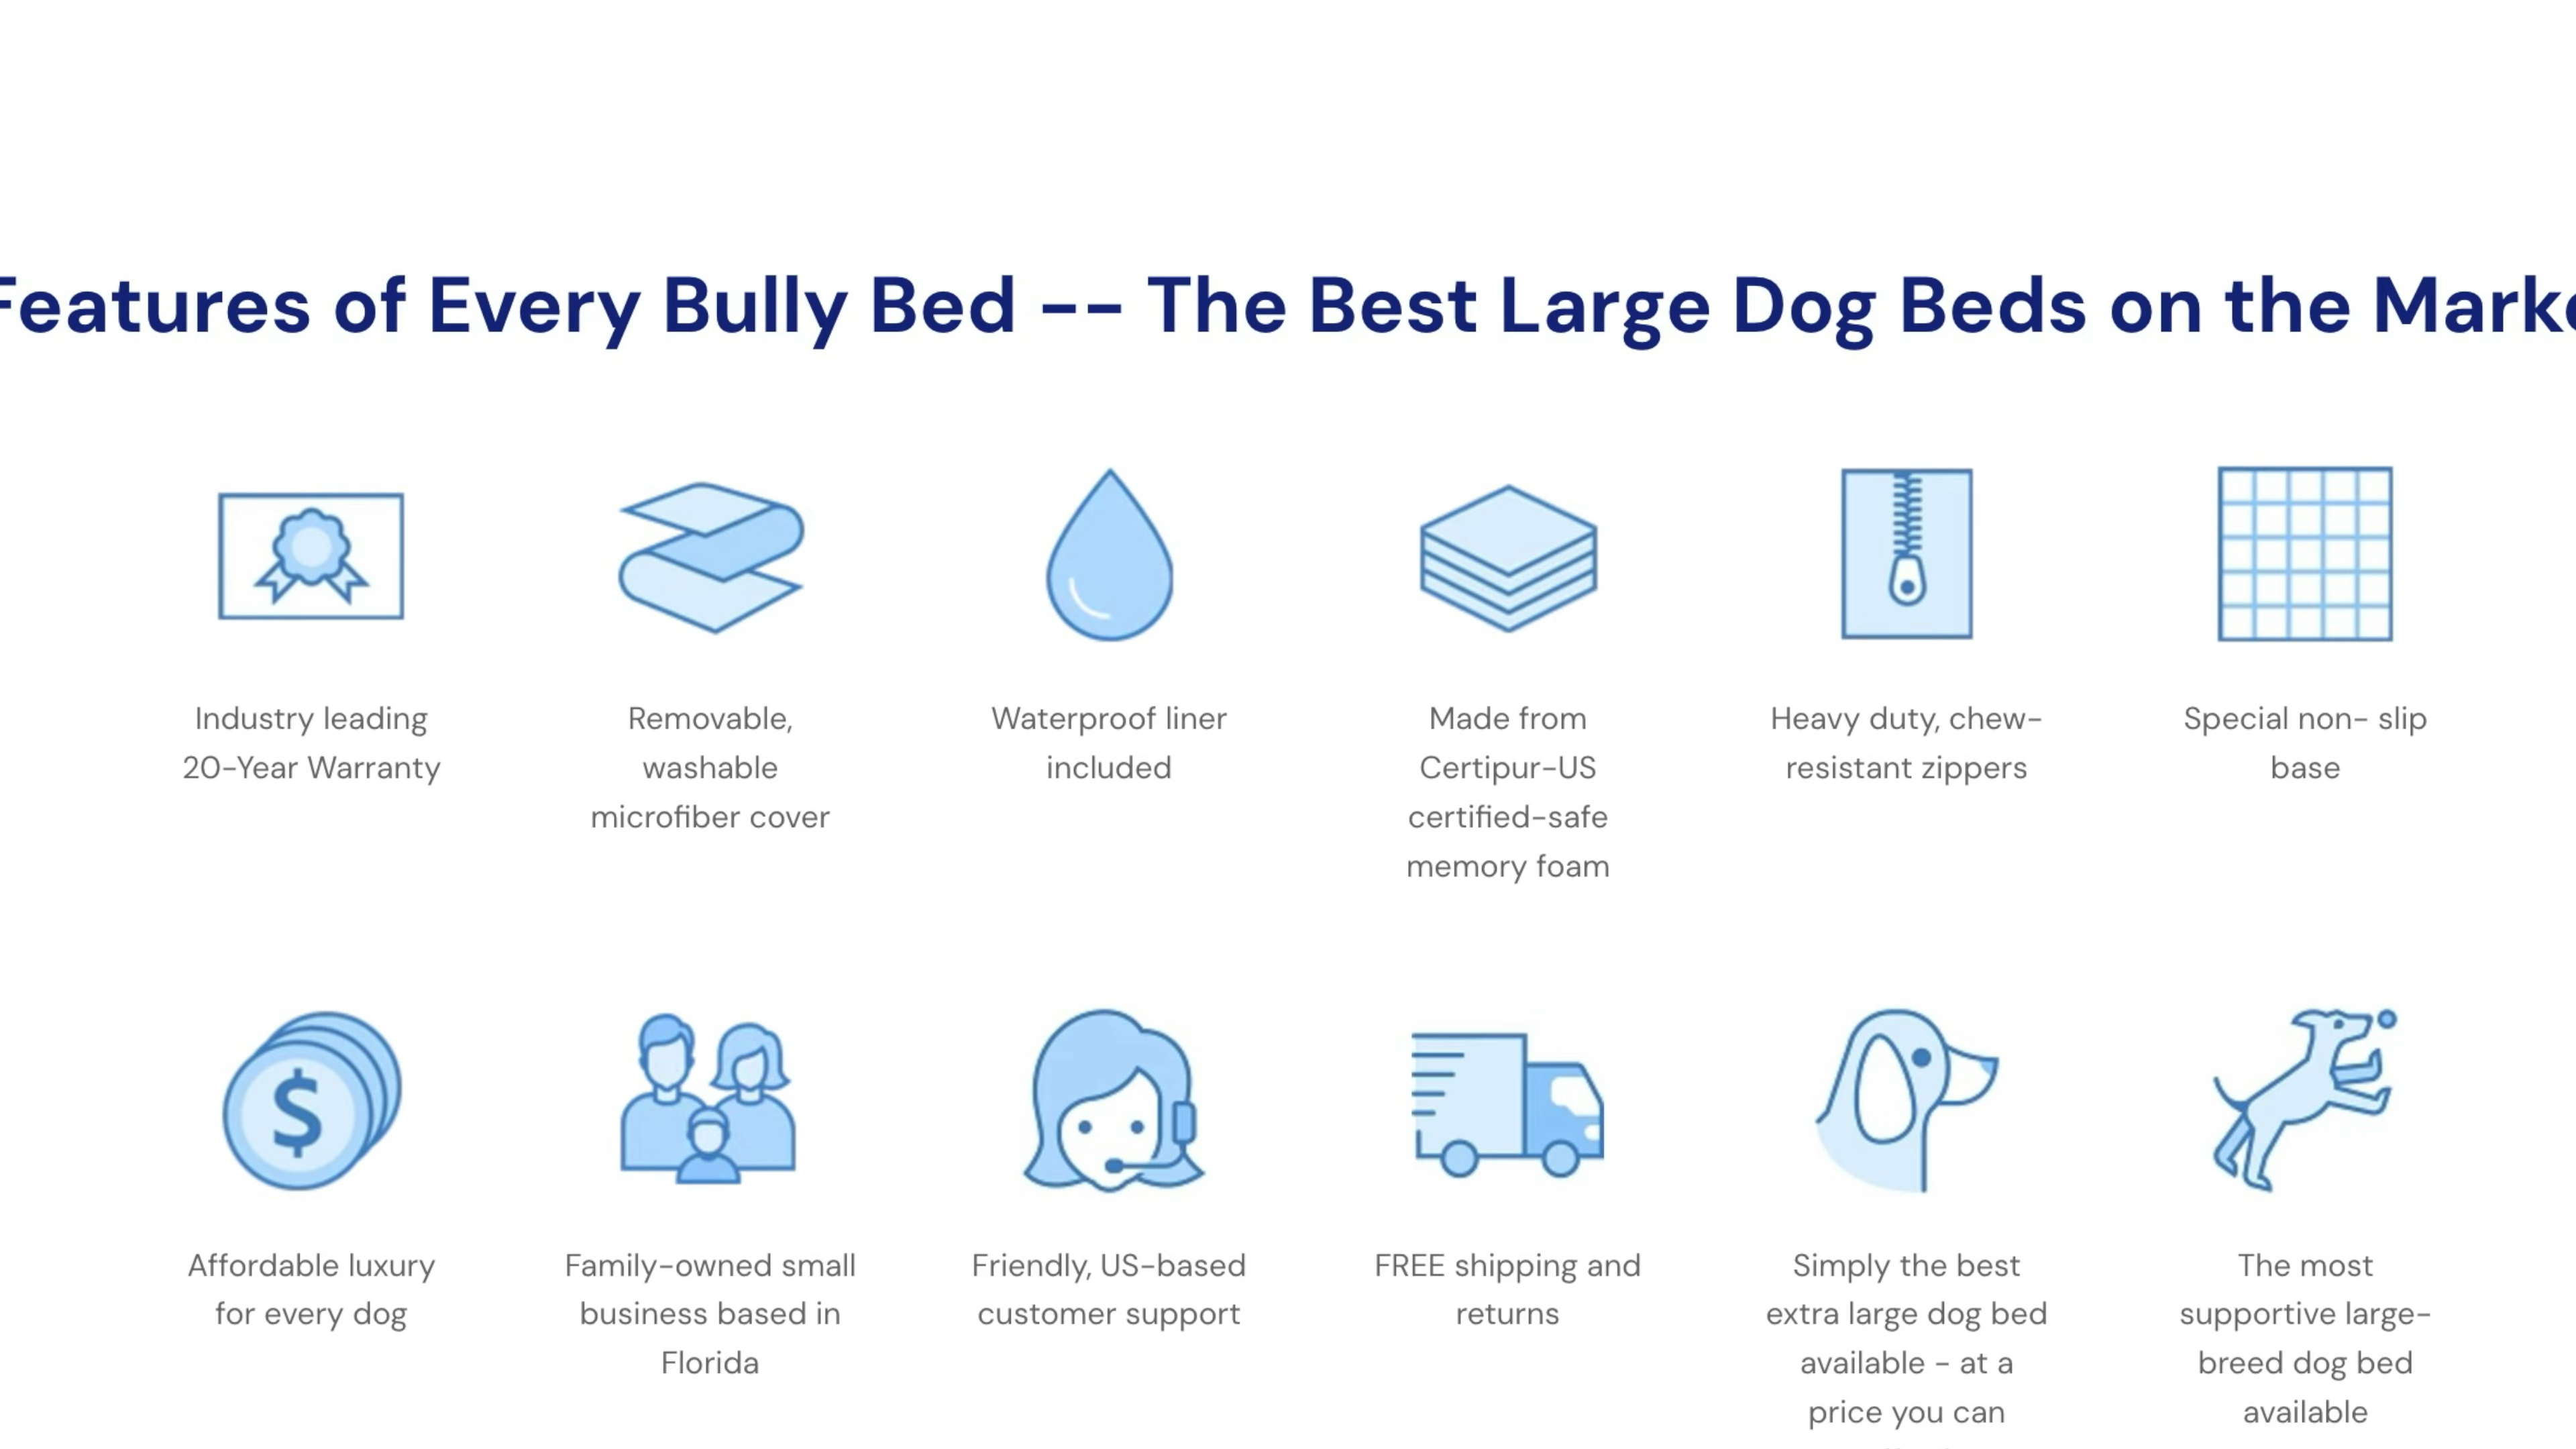 Features of Every Bully Bed -- The Best Large Dog Beds on the Marke
Industry leading
20-Year Warranty
Removable,
washable
microfiber cover
Waterproof liner
included
Made from
Certipur-US
certified-safe
memory foam
Heavy duty, chew-
resistant zippers
Special non- slip
base
$
Affordable luxury
for every dog
Family-owned small
business based in
Florida
Friendly, US-based
customer support
FREE shipping and
returns
Simply the best
extra large dog bed
available - at a
price you can
The most
supportive large-
breed dog bed
available